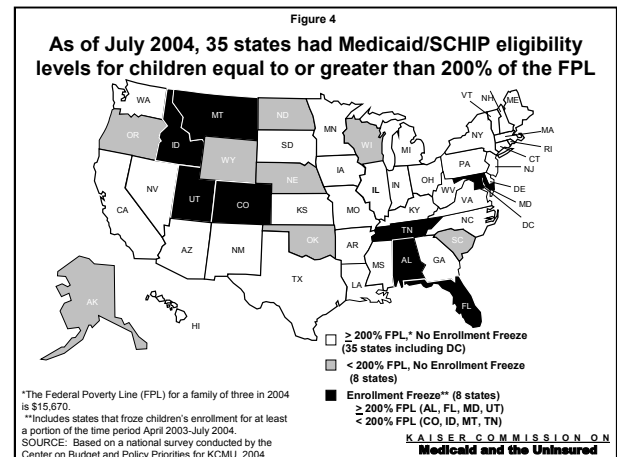 Figure 4
As of July 2004, 35 states had Medicaid/SCHIP eligibility
levels for children equal to or greater than 200% of the FPL
WA
MT
ND
MN
VT
NH
ME
OR
ID
SD
WI
MI
NY
MA
RI
CT
WY
IA
PA
NJ
NV
NE
IL
IN
OH
DE
MD
DC
UT
CO
KS
MO
WV
VA
KY
CA
NC
TN
AZ
NM
OK
AR
SC
MS
AL
GA
TX
LA
AK
FL
HI
≥ 200% FPL,* No Enrollment Freeze
(35 states including DC)
< 200% FPL, No Enrollment Freeze
(8 states)
Enrollment Freeze** (8 states)
≥ 200% FPL (AL, FL, MD, UT)
< 200% FPL (CO, ID, MT, TN)
*The Federal Poverty Line (FPL) for a family of three in 2004
is $15,670.
**Includes states that froze children's enrollment for at least
a portion of the time period April 2003-July 2004.
SOURCE: Based on a national survey conducted by the
Center on Budget and Policy Priorities for KCMU, 2004.
KAISER COMMISSION ON
Medicaid and the Uninsured